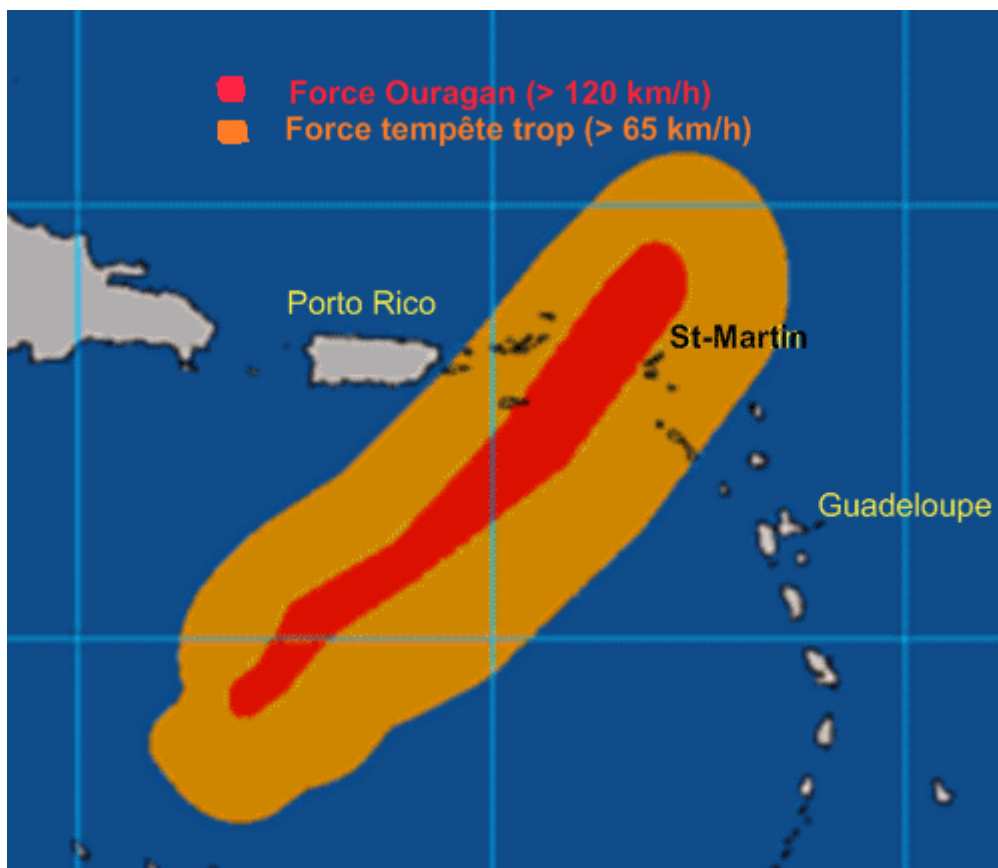 Force Ouragan (> 120 km/h)
Force tempête trop (> 65 km/h)
Porto Rico
St-Martin
Guadeloupe